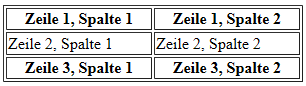 Zeile 1, Spalte 1 Zeile 1, Spalte 2
Zeile 2, Spalte 1 Zeile 2, Spalte 2
Zeile 3, Spalte 1 Zeile 3, Spalte 2